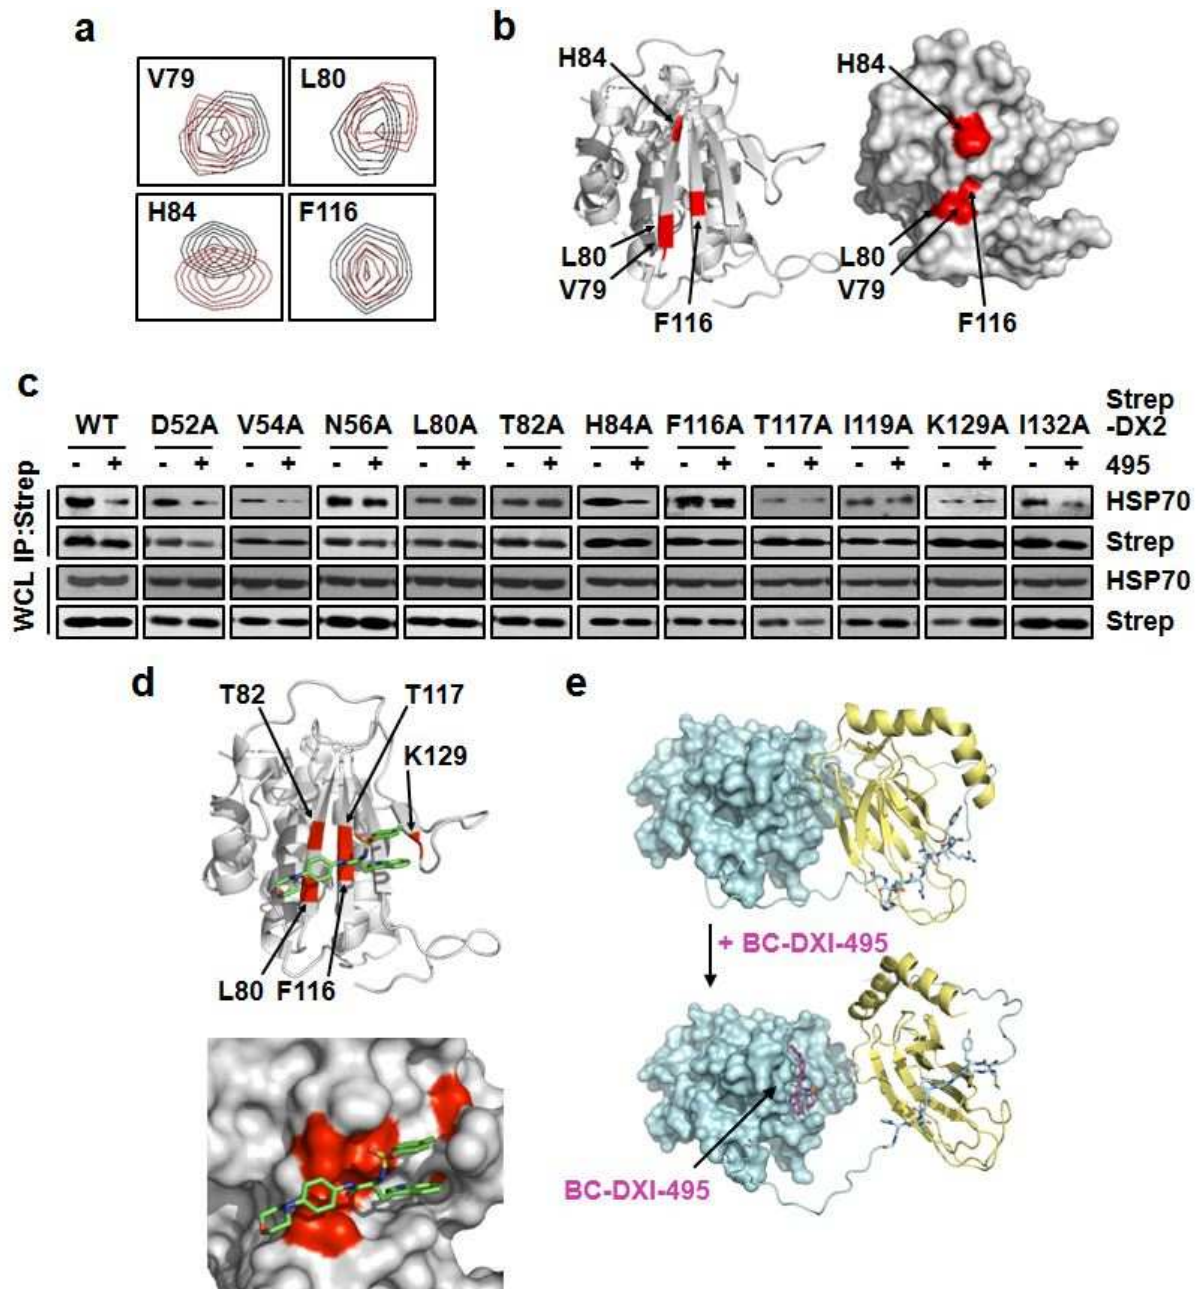 a
V79
L80
H84
F116
b
H84
L80
V79
F116
H84
L80
V79
F116
c
WT D52A V54A N56A L80A T82A H84A F116A T117A I119A K129A I132A Strep -DX2
- + - + - + - + - + - + - + - + - + - + - + - + 495
IP:Strep
HSP70
Strep
WCL
HSP70
Strep
d
T82
T117
K129
L80 F116
e
+ BC-DXI-495
BC-DXI-495